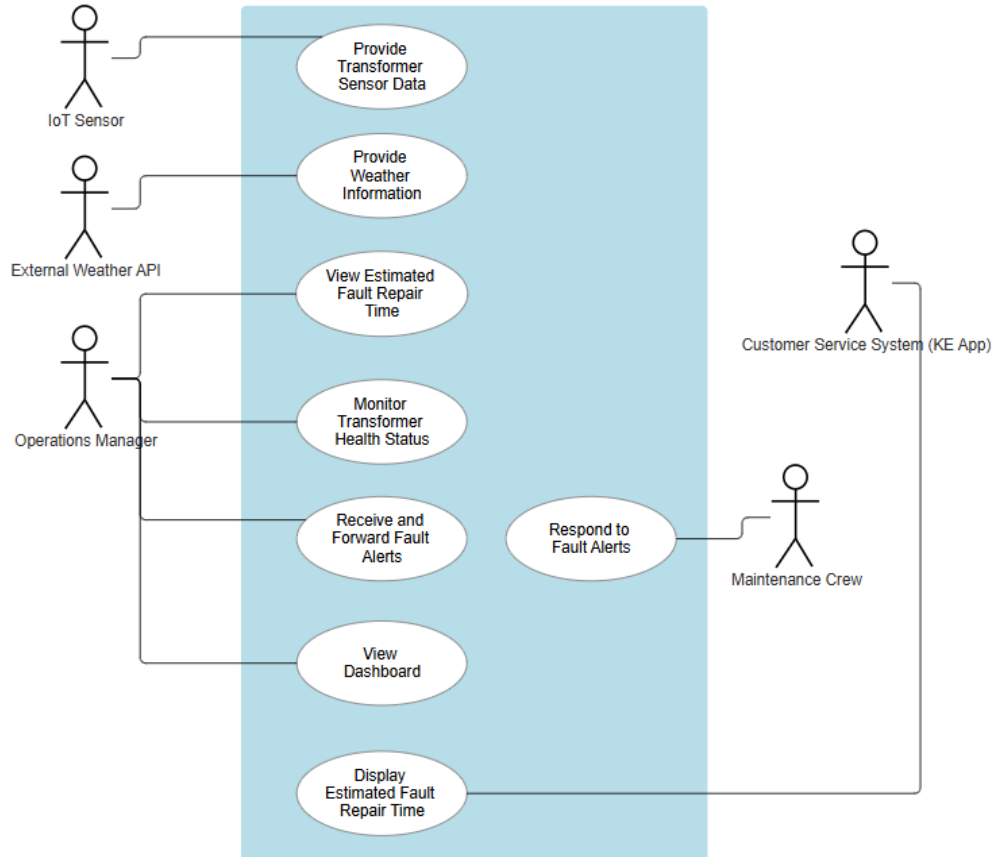 Provide
Transformer
Sensor Data
IoT Sensor
Provide
Weather
Information
External Weather API
View Estimated
Fault Repair
Time
Customer Service System (KE App)
Monitor
Transformer
Health Status
Operations Manager
Receive and
Forward Fault
Alerts
Respond to
Fault Alerts
Maintenance Crew
View
Dashboard
Display
Estimated Fault
Repair Time